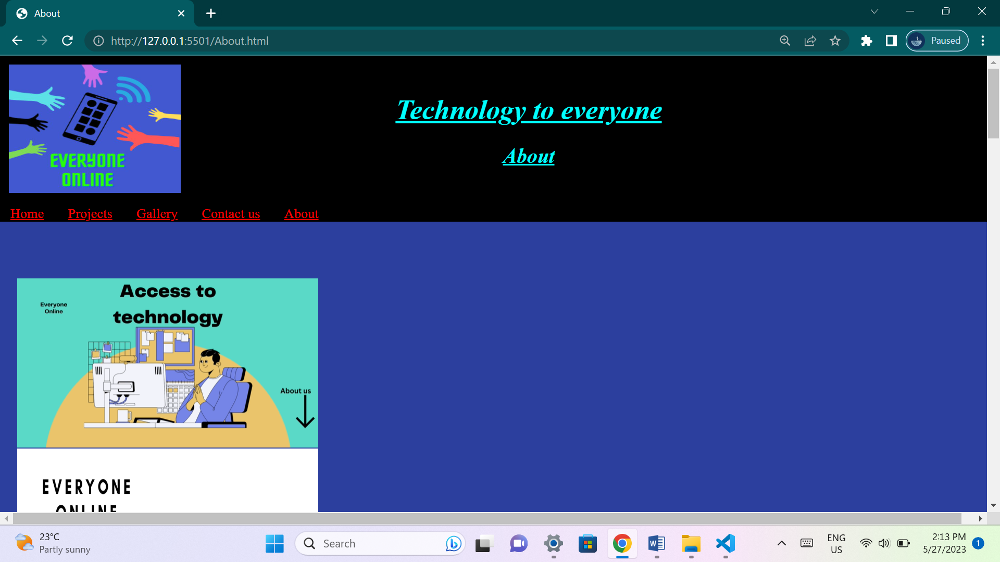 About
http://127.0.0.1:5501/About.html
Paused
EVERYONE
ONLINE
Technology to everyone
About
Home Projects Gallery Contact us About
Access to
technology
Everyone
Online
About us
EVERYONE
ONLINE
23°C
Partly sunny
Search
ENG
US
2:13 PM
5/27/2023
1